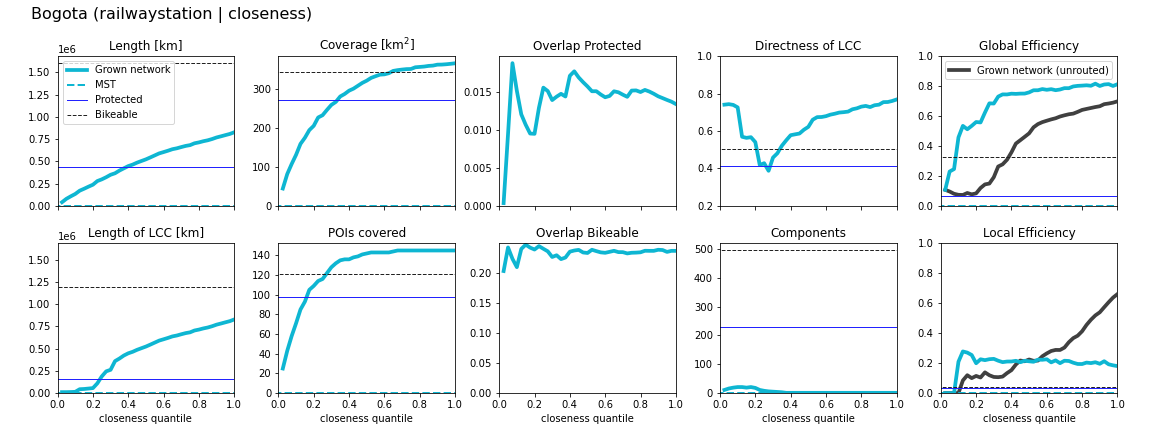 Bogota (railwaystation | closeness)
Length [km]
Coverage [km²]
Overlap Protected
Directness of LCC
Global Efficiency
1e6
1.50
1.25
1.00
0.75
0.50
0.25
0.00
Grown network
MST
Protected
Bikeable
300
200
100
0
0.015
0.010
0.005
0.000
1.0
0.8
0.6
0.4
0.2
1.0
0.8
0.6
0.4
0.2
0.0
Grown network (unrouted)
Length of LCC [km]
POIs covered
Overlap Bikeable
Components
Local Efficiency
1e6
1.50
1.25
1.00
0.75
0.50
0.25
0.00
0.0 0.2 0.4 0.6 0.8 1.0
closeness quantile
140
120
100
80
60
40
20
0
0.0 0.2 0.4 0.6 0.8 1.0
closeness quantile
0.20
0.15
0.10
0.05
0.00
0.0 0.2 0.4 0.6 0.8 1.0
closeness quantile
500
400
300
200
100
0
0.0 0.2 0.4 0.6 0.8 1.0
closeness quantile
1.0
0.8
0.6
0.4
0.2
0.0
0.0 0.2 0.4 0.6 0.8 1.0
closeness quantile